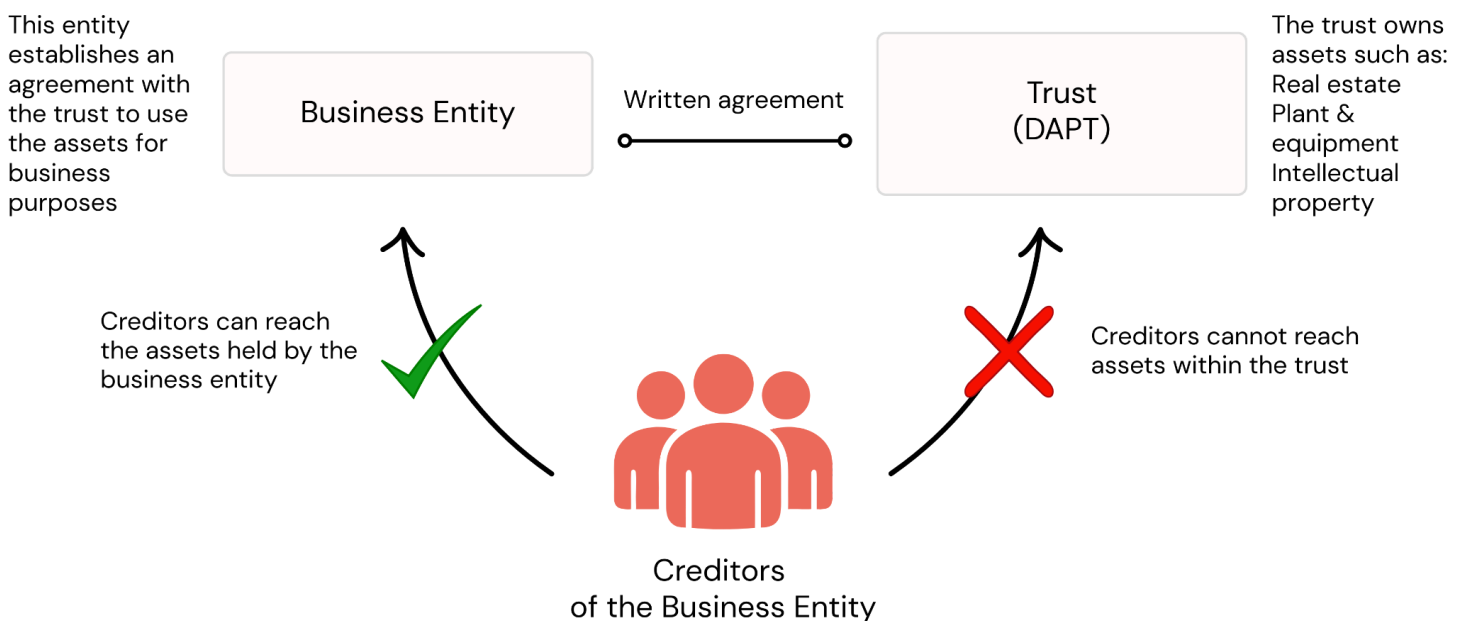 This entity
establishes an
agreement with
the trust to use
the assets for
business
purposes
Business Entity
Written agreement
Trust
(DAPT)
The trust owns
assets such as:
Real estate
Plant &
equipment
Intellectual
property
Creditors can reach
the assets held by the
business entity
Creditors cannot reach
assets within the trust
Creditors
of the Business Entity